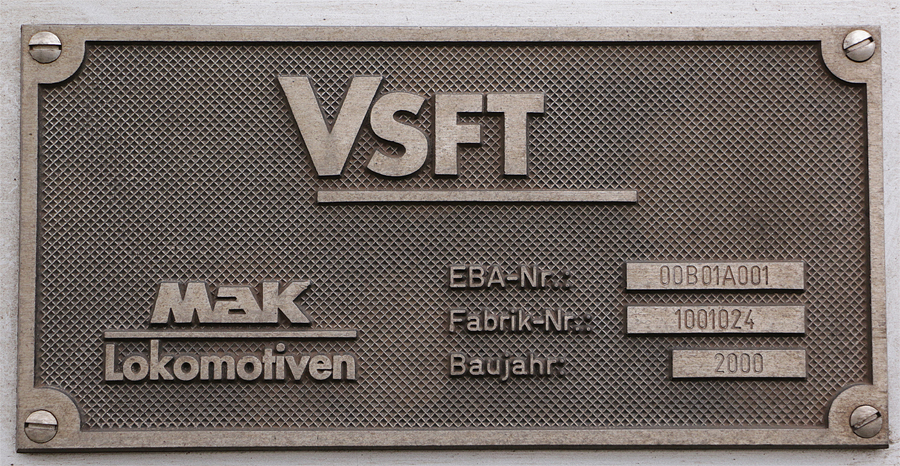 VSFT
MaK
Lokomotiven
EBA-Nr.: 00B01A001
Fabrik-Nr.: 1001024
Baujahr: 2000